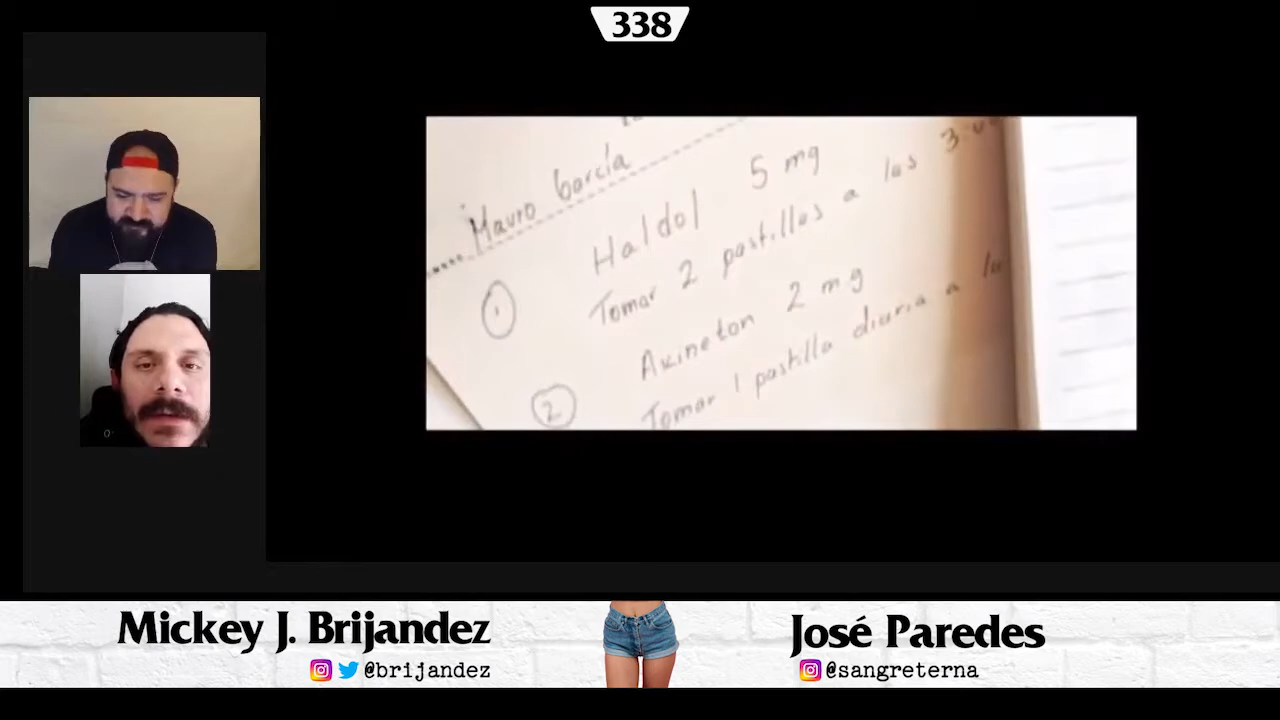 338
Mauro García
Haldol 5 mg
1
Tomar 2 pastillas a las
Akineton 2 mg
2
Tomar 1 pastilla diaria a
Mickey J. Brijandez
José Paredes
@brijandez
@sangreterna